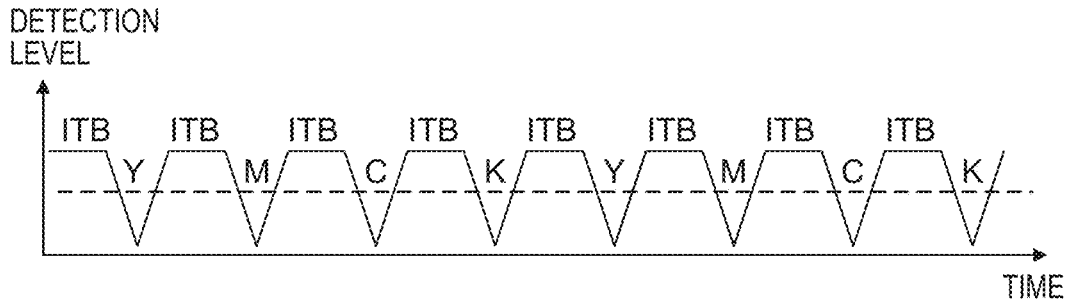 DETECTION
LEVEL
ITB ITB ITB ITB ITB ITB ITB ITB
Y M C K Y M C K
TIME